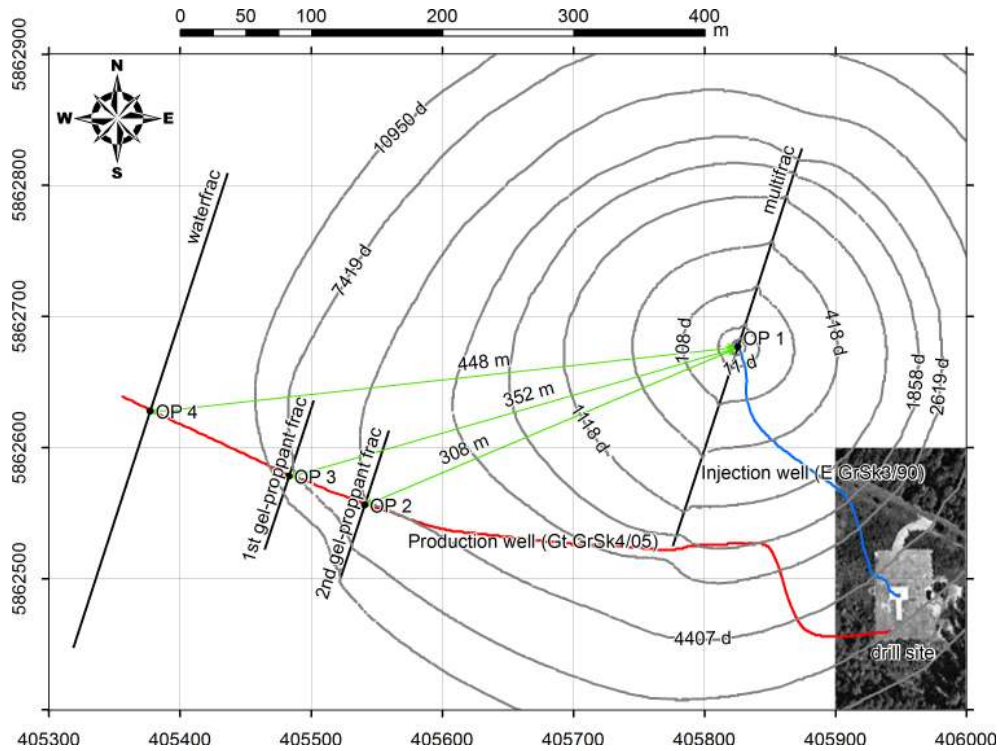 0 50 100 200 300 400
m
5862900
5862800
5862700
5862600
5862500
N
W E
S
10950 d
7419 d
waterfrac
multifrac
108 d
418 d
OP 1
11 d
448 m
352 m
308 m
1118 d
1858 d
2619 d
OP 4
OP 3
OP 2
1st gel-proppant frac
2nd gel-proppant frac
Injection well (E GrSk3/90)
Production well (Gt GrSk4/05)
4407 d
drill site
405300 405400 405500 405600 405700 405800 405900 406000